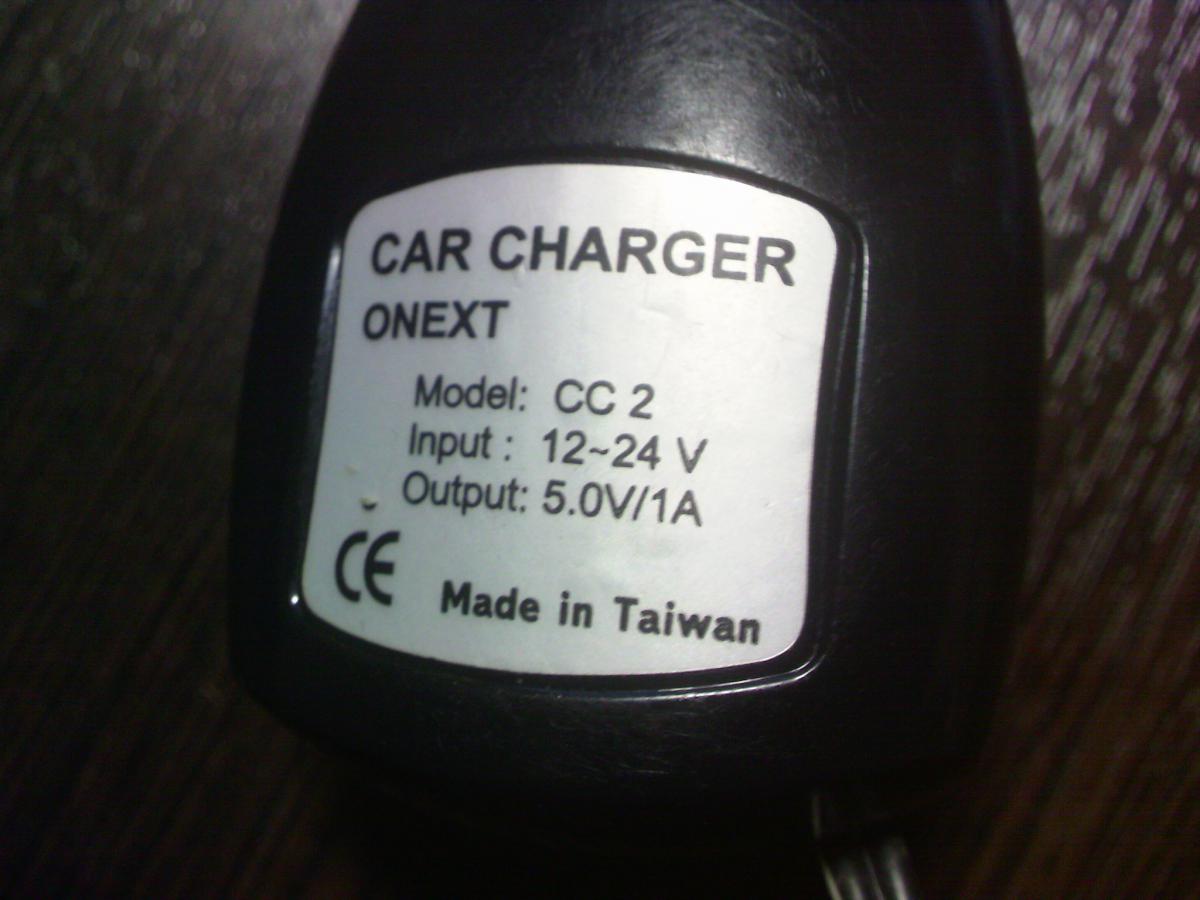 CAR CHARGER
ONEXT
Model: CC 2
Input : 12~24 V
Output: 5.0V/1A
CE
Made in Taiwan